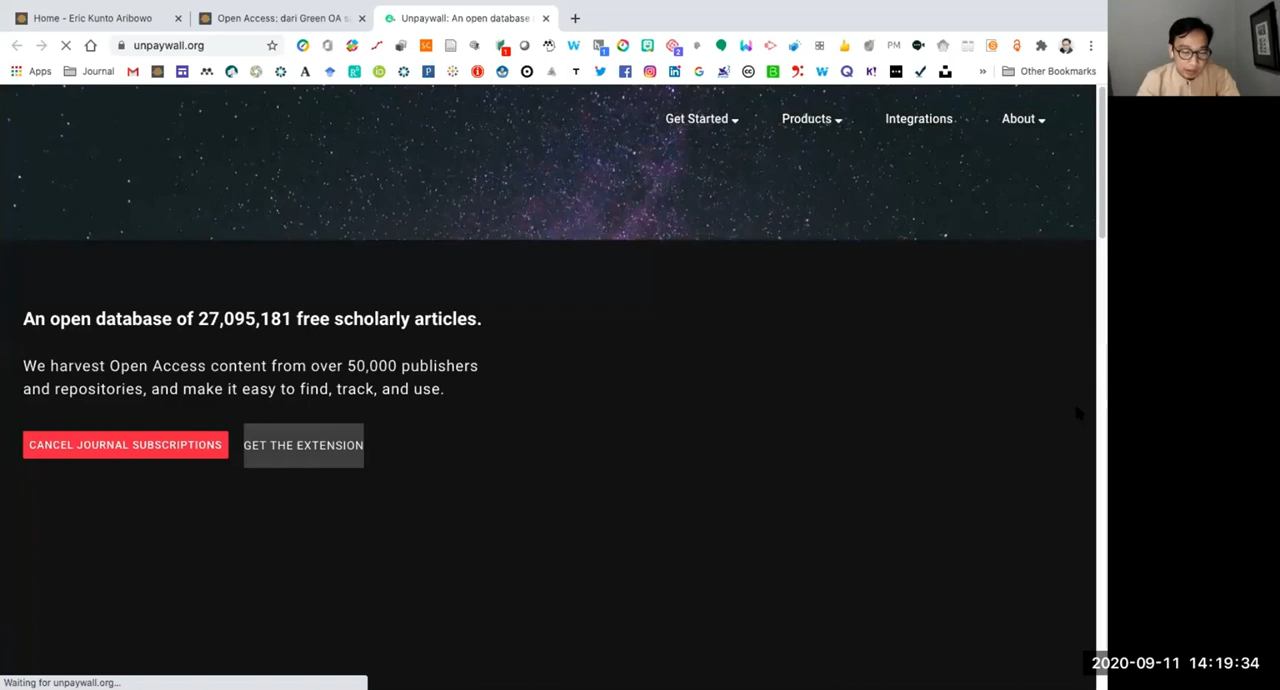 Home - Eric Kunto Aribowo
Open Access: dari Green OA s
Unpaywall: An open database
unpaywall.org
PM
Apps
Journal
Other Bookmarks
Get Started
Products
Integrations
About
An open database of 27,095,181 free scholarly articles.
We harvest Open Access content from over 50,000 publishers
and repositories, and make it easy to find, track, and use.
CANCEL JOURNAL SUBSCRIPTIONS
GET THE EXTENSION
Waiting for unpaywall.org...
2020-09-11 14:19:34